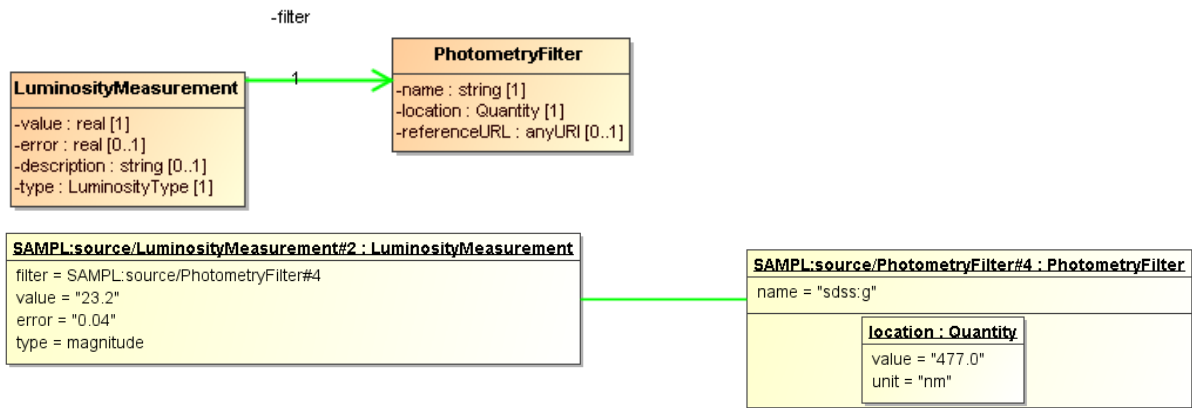 -filter
PhotometryFilter
-name : string [1]
-location : Quantity [1]
-referenceURL : anyURI [0..1]
1
LuminosityMeasurement
-value : real [1]
-error : real [0..1]
-description : string [0..1]
-type : LuminosityType [1]
SAMPL:source/LuminosityMeasurement#2 : LuminosityMeasurement
filter = SAMPL:source/PhotometryFilter#4
value = "23.2"
error = "0.04"
type = magnitude
SAMPL:source/PhotometryFilter#4 : PhotometryFilter
name = "sdss:g"
location : Quantity
value = "477.0"
unit = "nm"